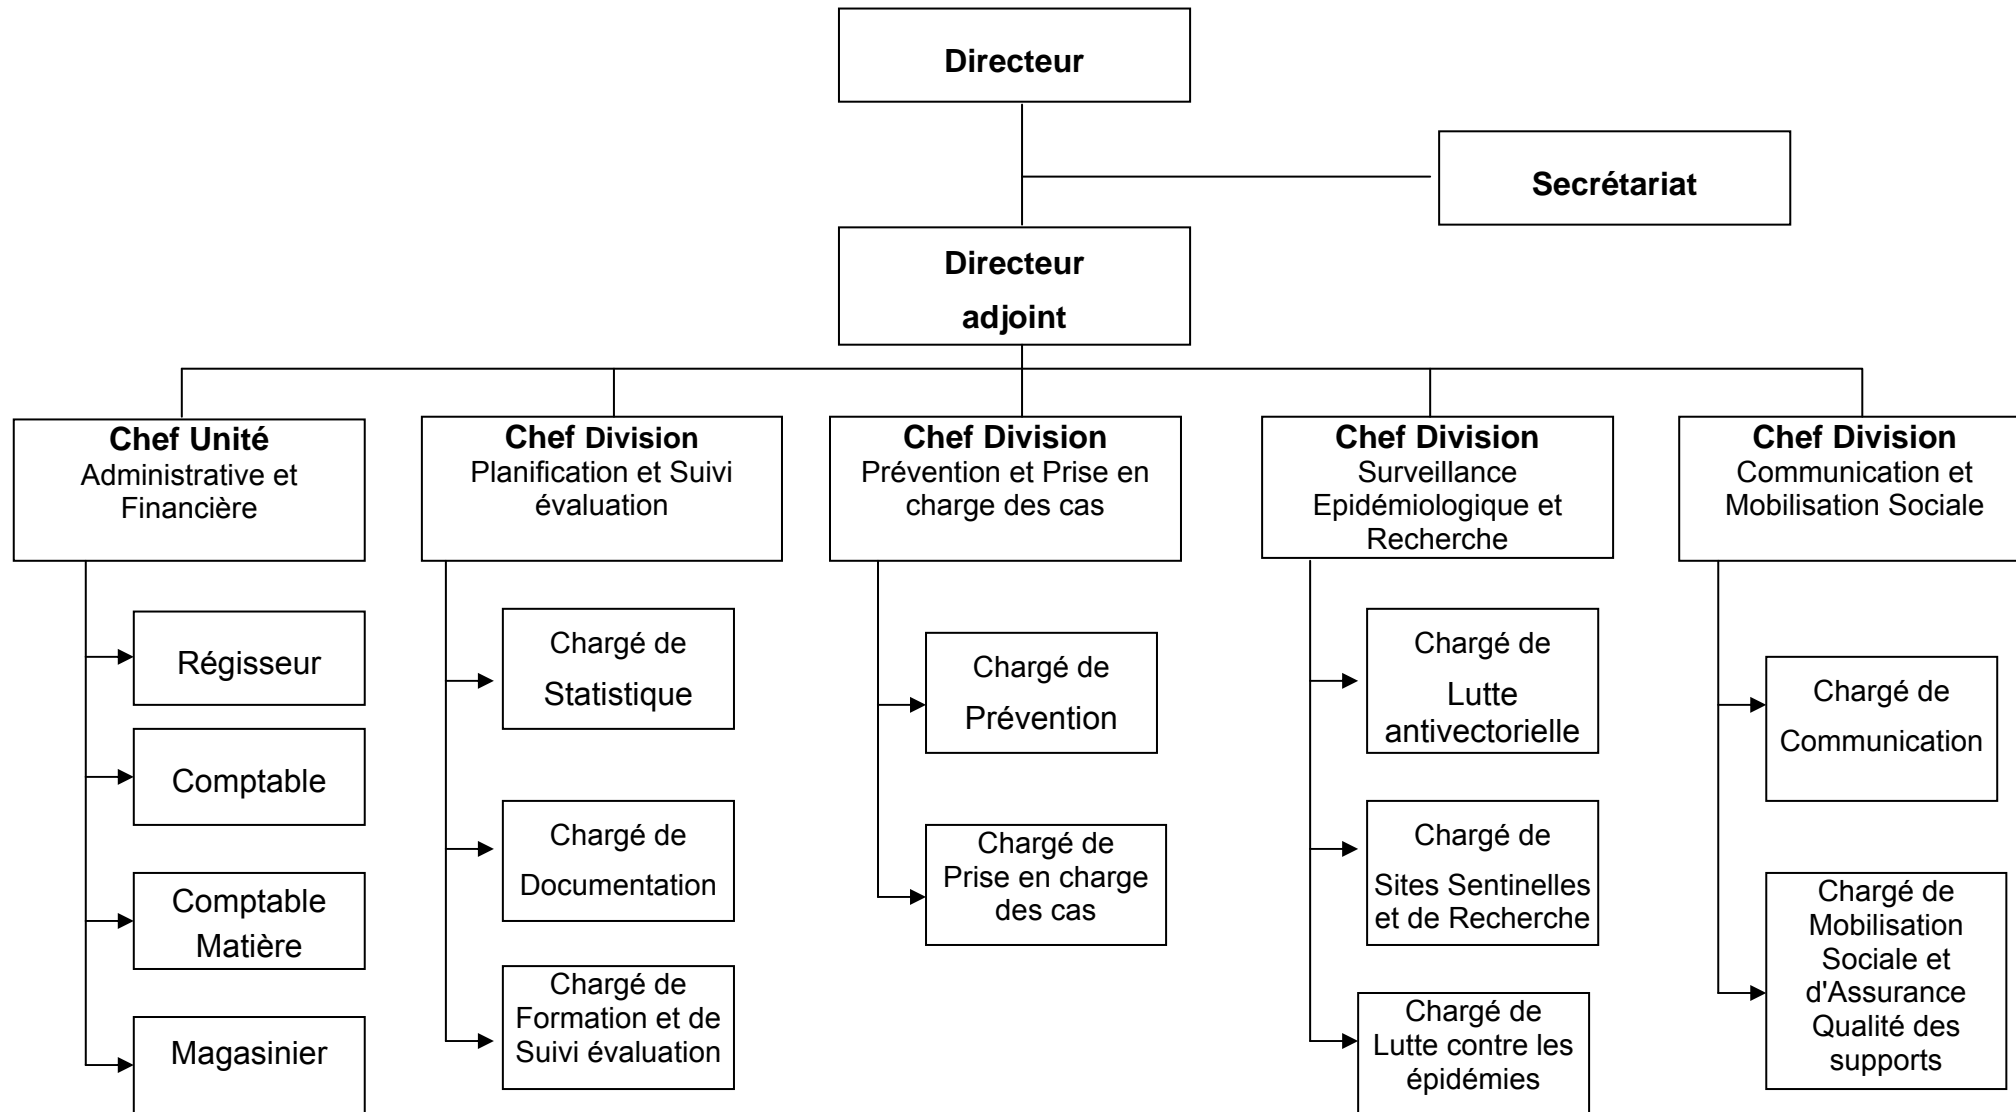 Directeur
Secrétariat
Directeur
adjoint
Chef Unité
Administrative et
Financière
Chef Division
Planification et Suivi
évaluation
Chef Division
Prévention et Prise en
charge des cas
Chef Division
Surveillance
Epidémiologique et
Recherche
Chef Division
Communication et
Mobilisation Sociale
Régisseur
Comptable
Comptable
Matière
Magasinier
Chargé de
Statistique
Chargé de
Documentation
Chargé de
Formation et de
Suivi évaluation
Chargé de
Prévention
Chargé de
Prise en charge
des cas
Chargé de
Lutte
antivectorielle
Chargé de
Sites Sentinelles
et de Recherche
Chargé de
Lutte contre les
épidémies
Chargé de
Communication
Chargé de
Mobilisation
Sociale et
d'Assurance
Qualité des
supports